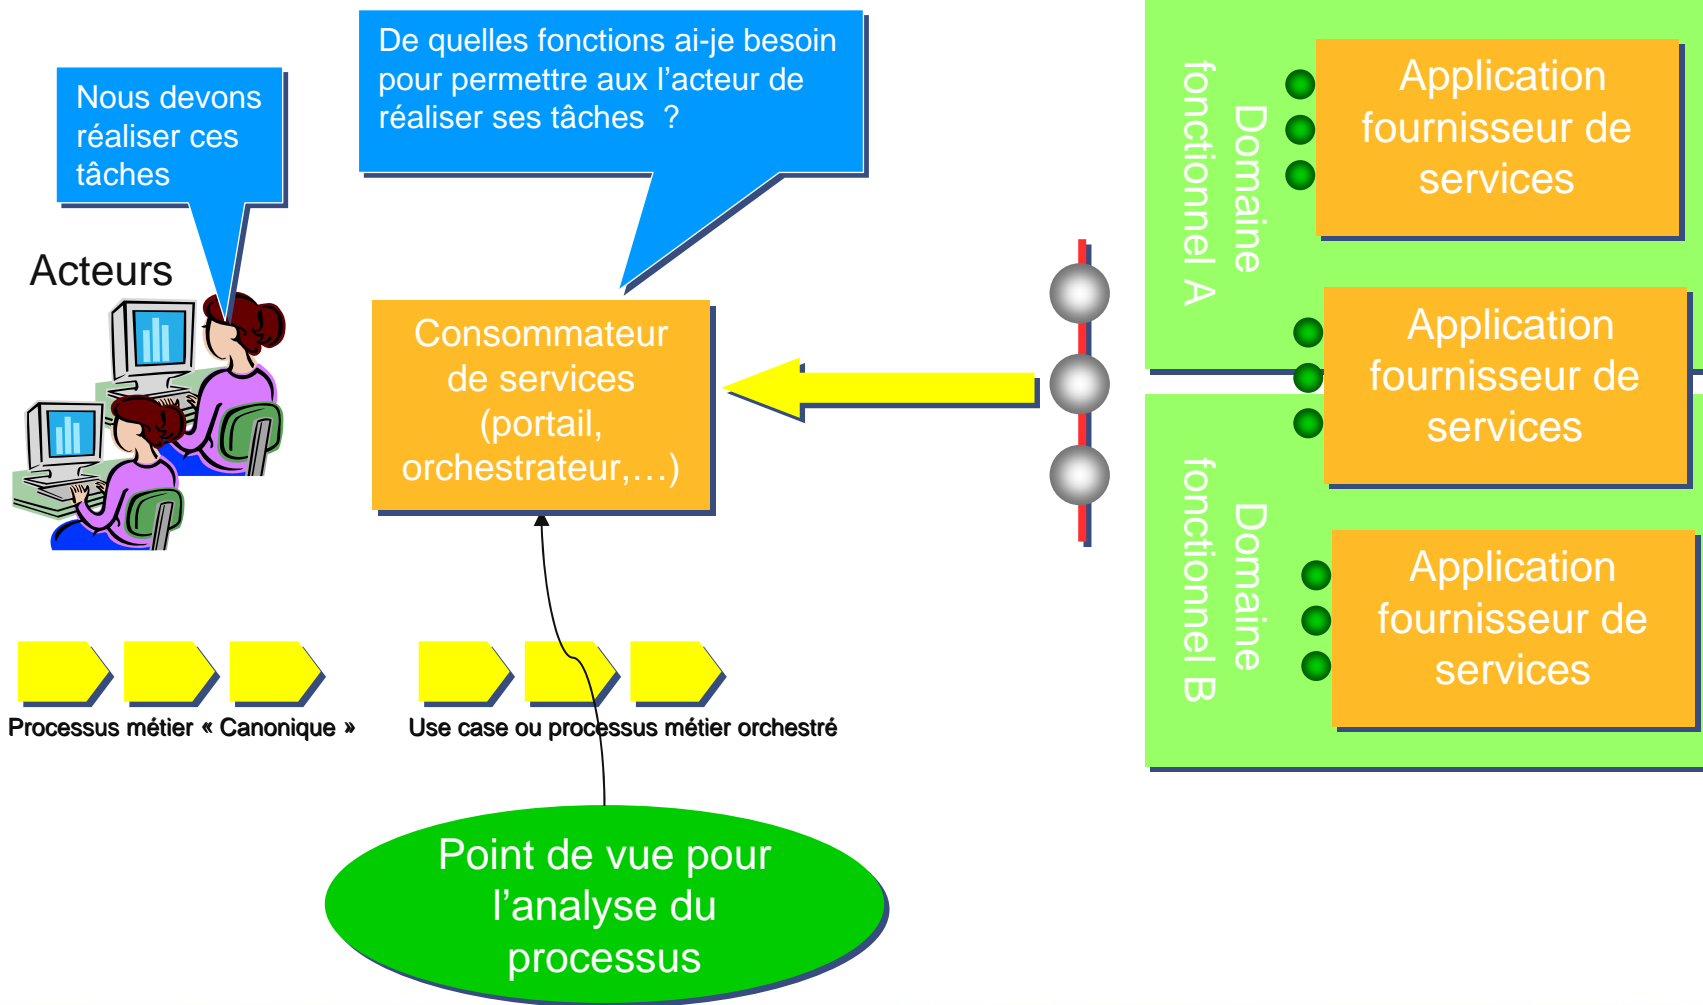 Nous devons
réaliser ces
tâches
De quelles fonctions ai-je besoin
pour permettre aux l’acteur de
réaliser ses tâches  ?
Acteurs
Consommateur
de services
(portail,
orchestrateur,…)
Domaine
fonctionnel A
Application
fournisseur de
services
Application
fournisseur de
services
Domaine
fonctionnel B
Application
fournisseur de
services
Processus métier « Canonique »
Use case ou processus métier orchestré
Point de vue pour
l’analyse du
processus